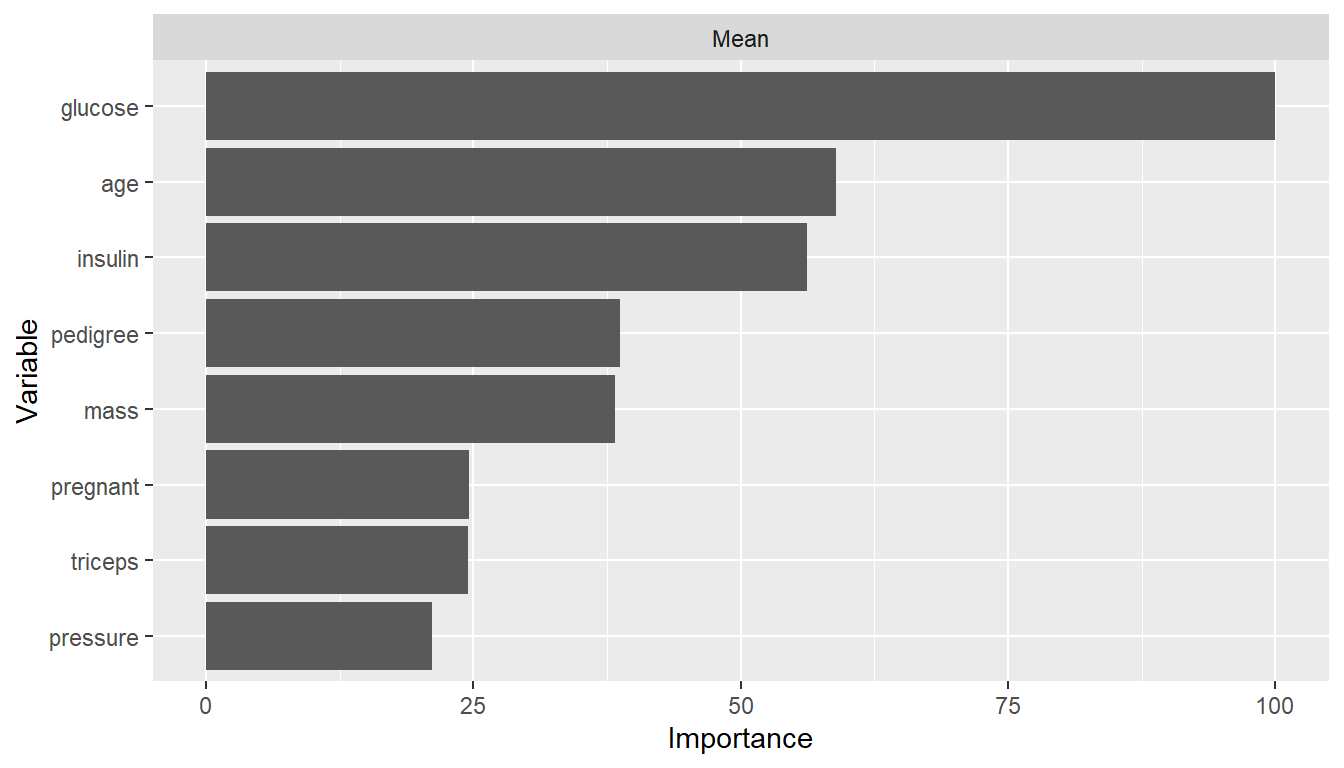 Mean
glucose
age
insulin
pedigree
mass
pregnant
triceps
pressure
Variable
0 25 50 75 100
Importance